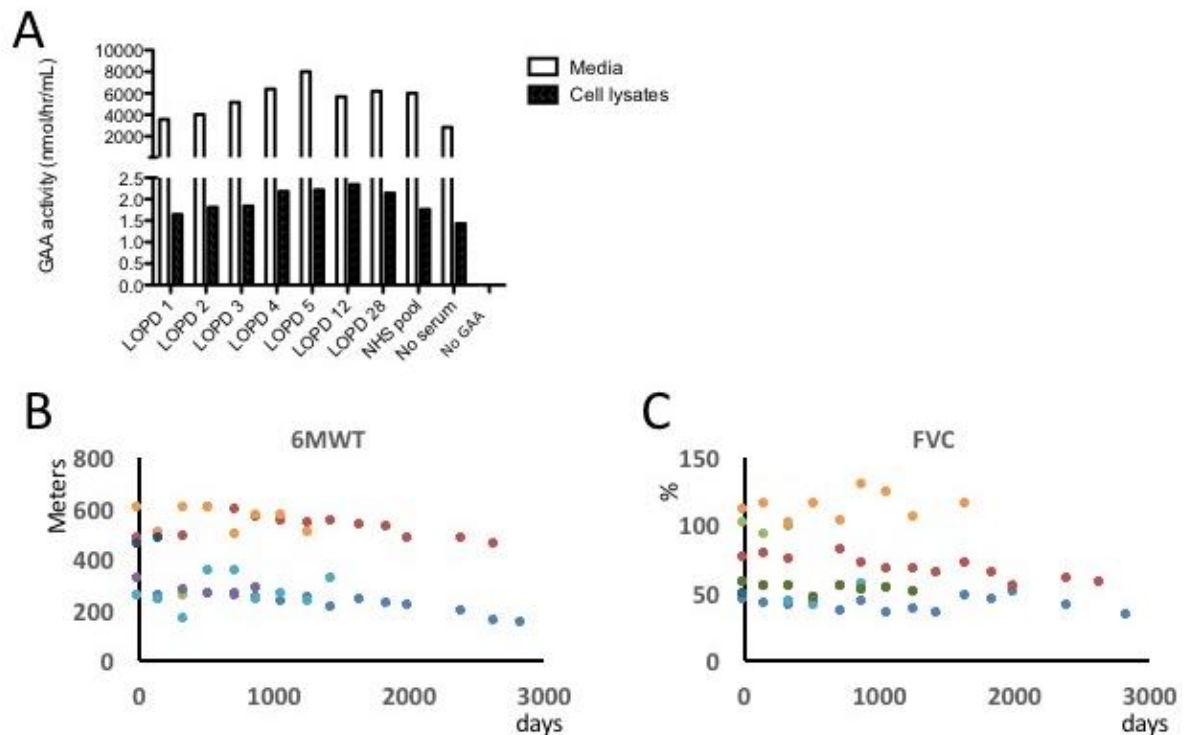 A
GAA activity (nmol/hr/mL)
10000
8000
6000
4000
2000
2.5
2.0
1.5
1.0
0.5
0.0
Media
Cell lysates
LOPD 1
LOPD 2
LOPD 3
LOPD 4
LOPD 5
LOPD 12
LOPD 28
NHS pool
No serum
No GAA
B
6MWT
Meters
800
600
400
200
0
0 1000 2000 3000
days
C
FVC
%
150
100
50
0
0 1000 2000 3000
days